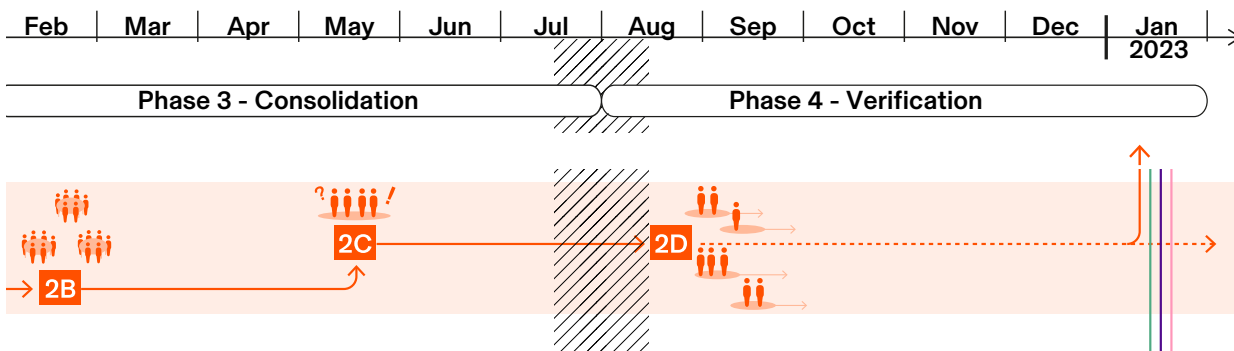 Feb Mar Apr May Jun Jul Aug Sep Oct Nov Dec Jan
2023
Phase 3 - Consolidation Phase 4 - Verification
? !
2C 2D
2B